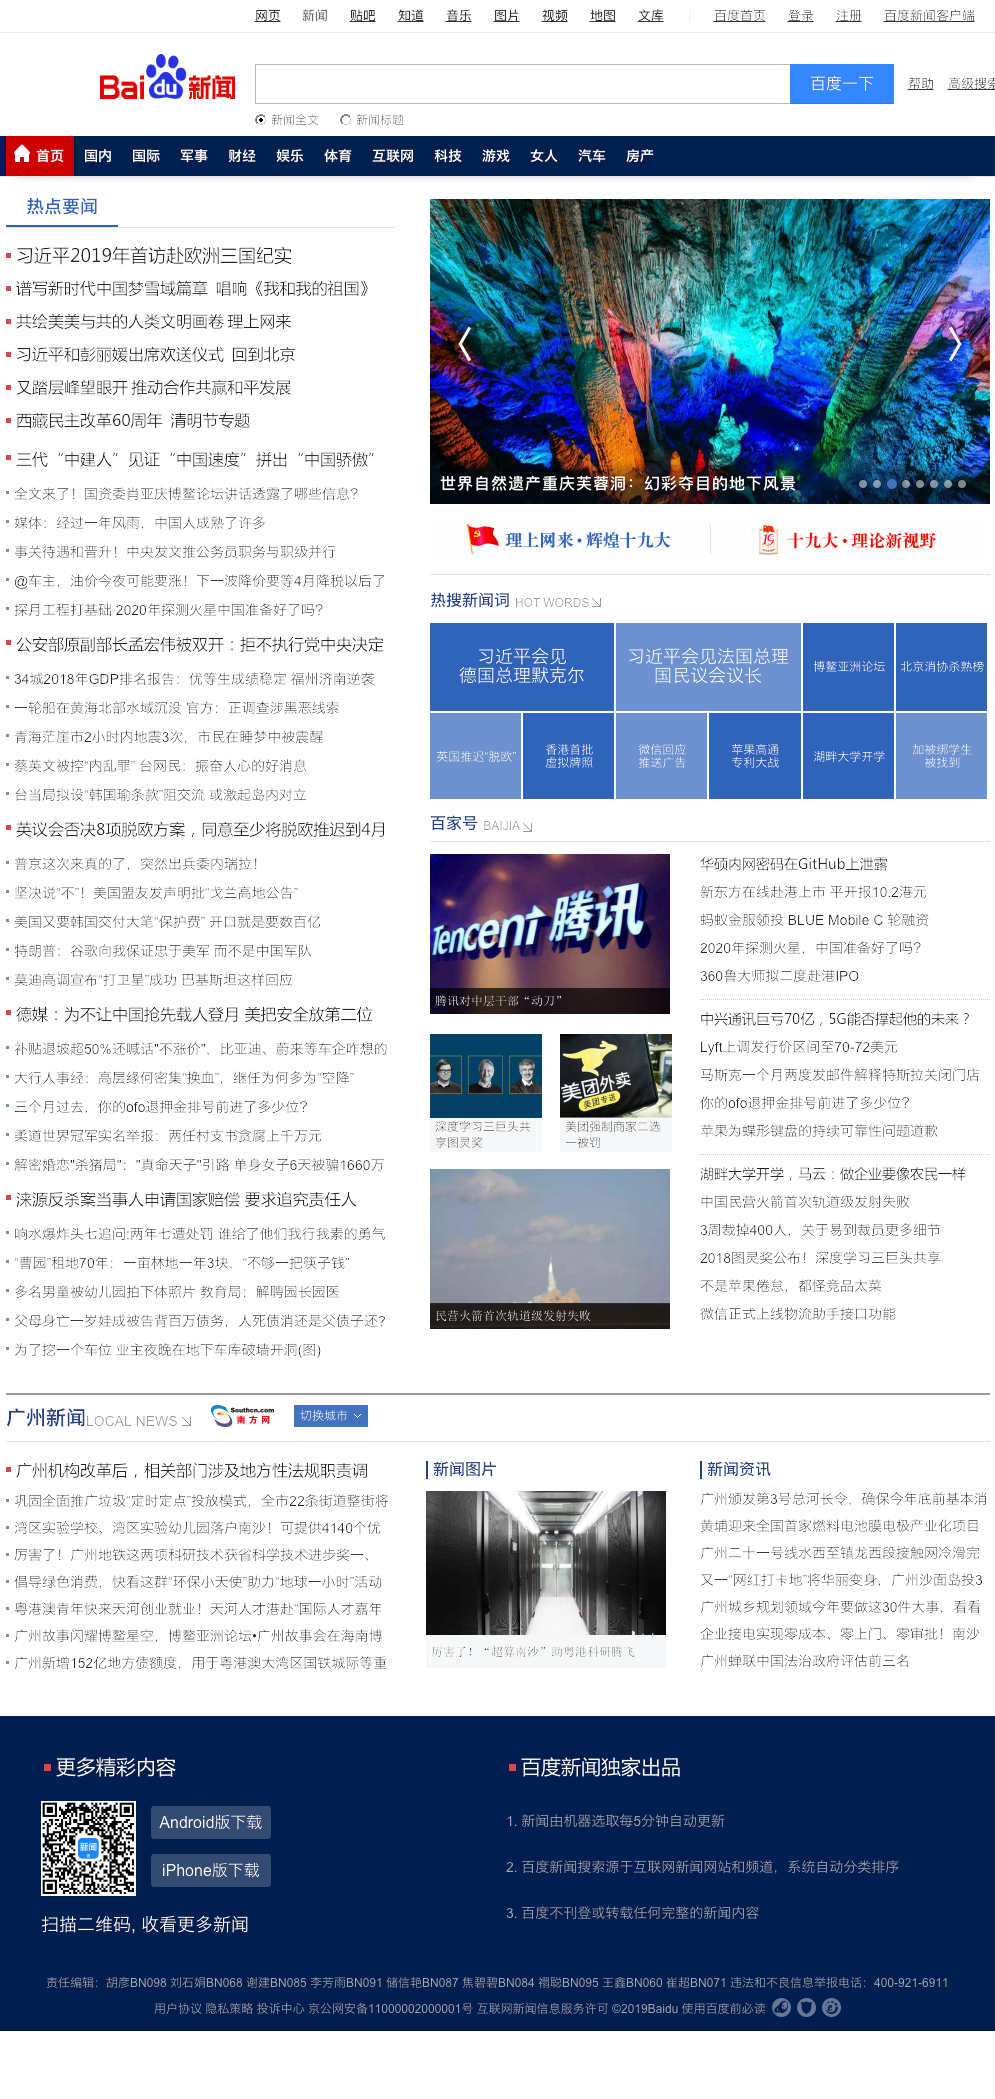 网页 新闻 贴吧 知道 音乐 图片 视频 地图 文库 百度首页 登录 注册 百度新闻客户端
Bai du 新闻
百度一下 帮助 高级搜索
新闻全文 新闻标题
首页 国内 国际 军事 财经 娱乐 体育 互联网 科技 游戏 女人 汽车 房产
热点要闻
习近平2019年首访赴欧洲三国纪实
谱写新时代中国梦雪域篇章 唱响《我和我的祖国》
共绘美美与共的人类文明画卷 理上网来
习近平和彭丽媛出席欢送仪式 回到北京
又踏层峰望眼开 推动合作共赢和平发展
西藏民主改革60周年 清明节专题
三代“中建人”见证“中国速度”拼出“中国骄傲”
全文来了！国资委肖亚庆博鳌论坛讲话透露了哪些信息？
媒体：经过一年风雨，中国人成熟了许多
事关待遇和晋升！中央发文推公务员职务与职级并行
@车主，油价今夜可能要涨！下一波降价要等4月降税以后了
探月工程打基础 2020年探测火星中国准备好了吗？
公安部原副部长孟宏伟被双开：拒不执行党中央决定
34城2018年GDP排名报告：优等生成绩稳定 福州济南逆袭
一轮船在黄海北部水域沉没 官方：正调查涉黑恶线索
青海茫崖市2小时内地震3次，市民在睡梦中被震醒
蔡英文被控“内乱罪” 台网民：振奋人心的好消息
台当局拟设“韩国瑜条款”阻交流 或激起岛内对立
英议会否决8项脱欧方案，同意至少将脱欧推迟到4月
普京这次来真的了，突然出兵委内瑞拉！
坚决说“不”！美国盟友发声明批“戈兰高地公告”
美国又要韩国交付大笔“保护费” 开口就是要数百亿
特朗普：谷歌向我保证忠于美军 而不是中国军队
莫迪高调宣布“打卫星”成功 巴基斯坦这样回应
德媒：为不让中国抢先载人登月 美把安全放第二位
补贴退坡超50%还喊话"不涨价"，比亚迪、蔚来等车企咋想的
大行人事经：高层缘何密集“换血”，继任为何多为“空降”
三个月过去，你的ofo退押金排号前进了多少位？
柔道世界冠军实名举报：两任村支书贪腐上千万元
解密婚恋"杀猪局"："真命天子"引路 单身女子6天被骗1660万
涞源反杀案当事人申请国家赔偿 要求追究责任人
响水爆炸头七追问:两年七遭处罚 谁给了他们我行我素的勇气
“曹园”租地70年：一亩林地一年3块，“不够一把筷子钱”
多名男童被幼儿园拍下体照片 教育局：解聘园长园医
父母身亡一岁娃成被告背百万债务，人死债消还是父债子还？
为了挖一个车位 业主夜晚在地下车库破墙开洞(图)
世界自然遗产重庆芙蓉洞：幻彩夺目的地下风景
理上网来·辉煌十九大 十九大·理论新视野
热搜新闻词 HOT WORDS
习近平会见
德国总理默克尔
习近平会见法国总理
国民议会议长
博鳌亚洲论坛
北京消协杀熟榜
英国推迟“脱欧”
香港首批
虚拟牌照
微信回应
推送广告
苹果高通
专利大战
湖畔大学开学
加被绑学生
被找到
百家号 BAIJIA
Tencent 腾讯
腾讯对中层干部“动刀”
深度学习三巨头共
享图灵奖
美团外卖
美团专送
美团强制商家二选
一被罚
民营火箭首次轨道级发射失败
华硕内网密码在GitHub上泄露
新东方在线赴港上市 平开报10.2港元
蚂蚁金服领投 BLUE Mobile C 轮融资
2020年探测火星，中国准备好了吗？
360鲁大师拟二度赴港IPO
中兴通讯巨亏70亿，5G能否撑起他的未来？
Lyft上调发行价区间至70-72美元
马斯克一个月两度发邮件解释特斯拉关闭门店
你的ofo退押金排号前进了多少位？
苹果为蝶形键盘的持续可靠性问题道歉
湖畔大学开学，马云：做企业要像农民一样
中国民营火箭首次轨道级发射失败
3周裁掉400人，关于易到裁员更多细节
2018图灵奖公布！深度学习三巨头共享
不是苹果倦怠，都怪竞品太菜
微信正式上线物流助手接口功能
广州新闻 LOCAL NEWS Southcn.com 南方网 切换城市
广州机构改革后，相关部门涉及地方性法规职责调
巩固全面推广垃圾“定时定点”投放模式，全市22条街道整街将
湾区实验学校、湾区实验幼儿园落户南沙！可提供4140个优
厉害了！广州地铁这两项科研技术获省科学技术进步奖一、
倡导绿色消费，快看这群“环保小天使”助力“地球一小时”活动
粤港澳青年快来天河创业就业！天河人才港赴“国际人才嘉年
广州故事闪耀博鳌星空，博鳌亚洲论坛•广州故事会在海南博
广州新增152亿地方债额度，用于粤港澳大湾区国铁城际等重
新闻图片
厉害了！“超算南沙”助粤港科研腾飞
新闻资讯
广州颁发第3号总河长令，确保今年底前基本消
黄埔迎来全国首家燃料电池膜电极产业化项目
广州二十一号线水西至镇龙西段接触网冷滑完
又一“网红打卡地”将华丽变身，广州沙面岛投3
广州城乡规划领域今年要做这30件大事，看看
企业接电实现零成本、零上门、零审批！南沙
广州蝉联中国法治政府评估前三名
更多精彩内容
新闻
Android版下载
iPhone版下载
扫描二维码, 收看更多新闻
百度新闻独家出品
1. 新闻由机器选取每5分钟自动更新
2. 百度新闻搜索源于互联网新闻网站和频道，系统自动分类排序
3. 百度不刊登或转载任何完整的新闻内容
责任编辑：胡彦BN098 刘石娟BN068 谢建BN085 李芳雨BN091 储信艳BN087 焦碧碧BN084 禤聪BN095 王鑫BN060 崔超BN071 违法和不良信息举报电话：400-921-6911
用户协议 隐私策略 投诉中心 京公网安备11000002000001号 互联网新闻信息服务许可 ©2019Baidu 使用百度前必读